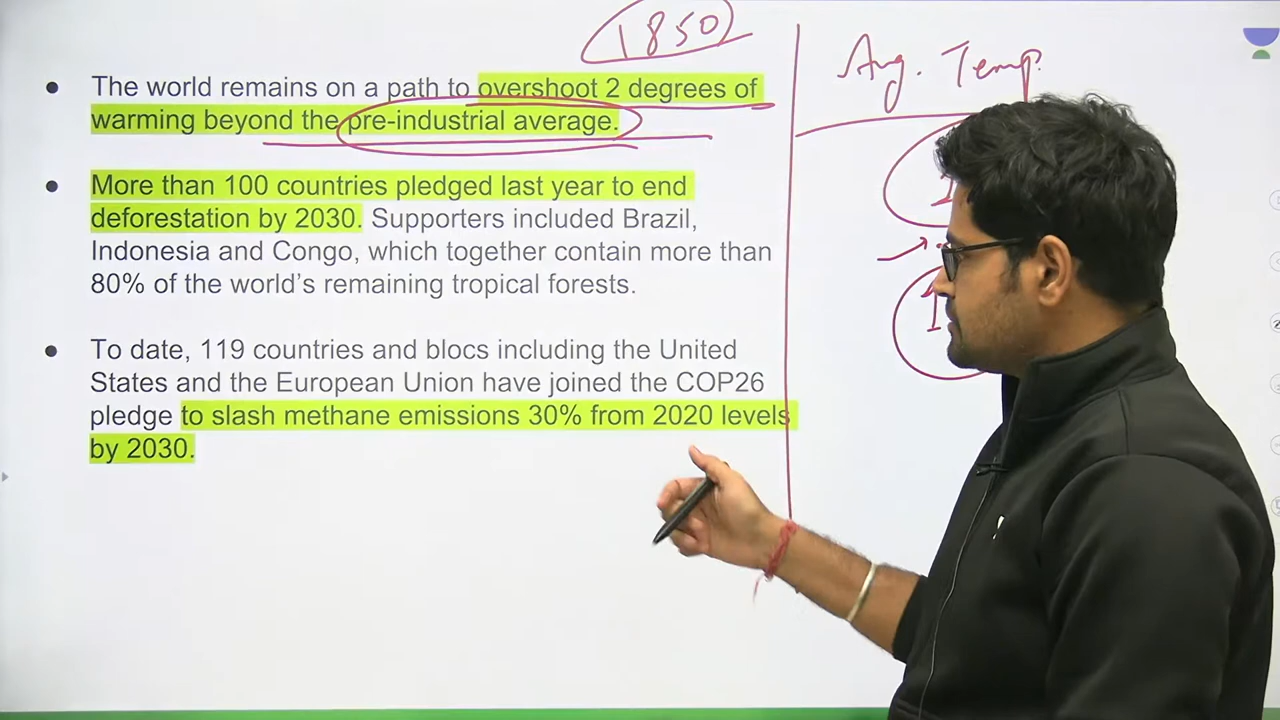 1850
Avg. Temp.
The world remains on a path to overshoot 2 degrees of
warming beyond the pre-industrial average.
More than 100 countries pledged last year to end
deforestation by 2030. Supporters included Brazil,
Indonesia and Congo, which together contain more than
80% of the world’s remaining tropical forests.
To date, 119 countries and blocs including the United
States and the European Union have joined the COP26
pledge to slash methane emissions 30% from 2020 levels
by 2030.